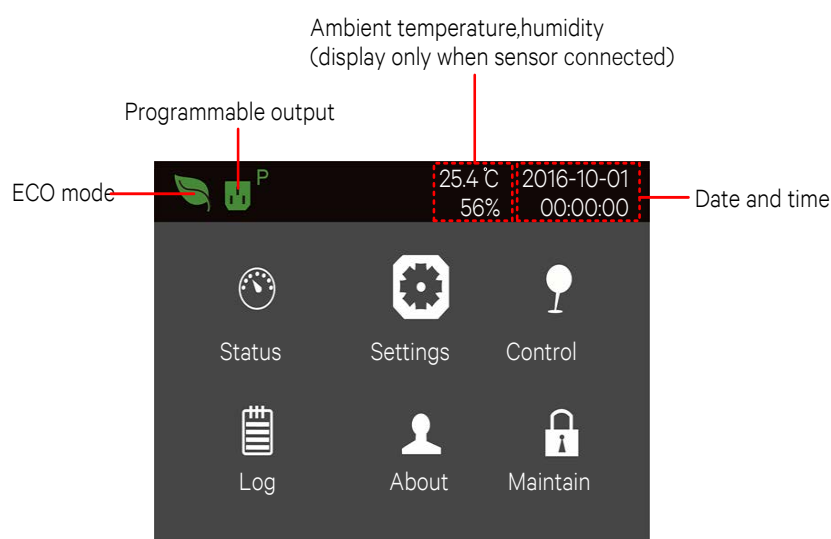 Ambient temperature,humidity
(display only when sensor connected)
Programmable output
ECO mode
P
25.4 ℃
56%
2016-10-01
00:00:00
Date and time
Status
Settings
Control
Log
About
Maintain